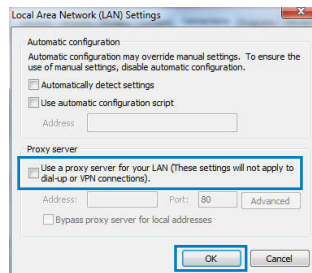 Local Area Network (LAN) Settings
Automatic configuration
Automatic configuration may override manual settings. To ensure the
use of manual settings, disable automatic configuration.
Automatically detect settings
Use automatic configuration script
Address
Proxy server
Use a proxy server for your LAN (These settings will not apply to
dial-up or VPN connections).
Address: Port: 80 Advanced
Bypass proxy server for local addresses
OK Cancel